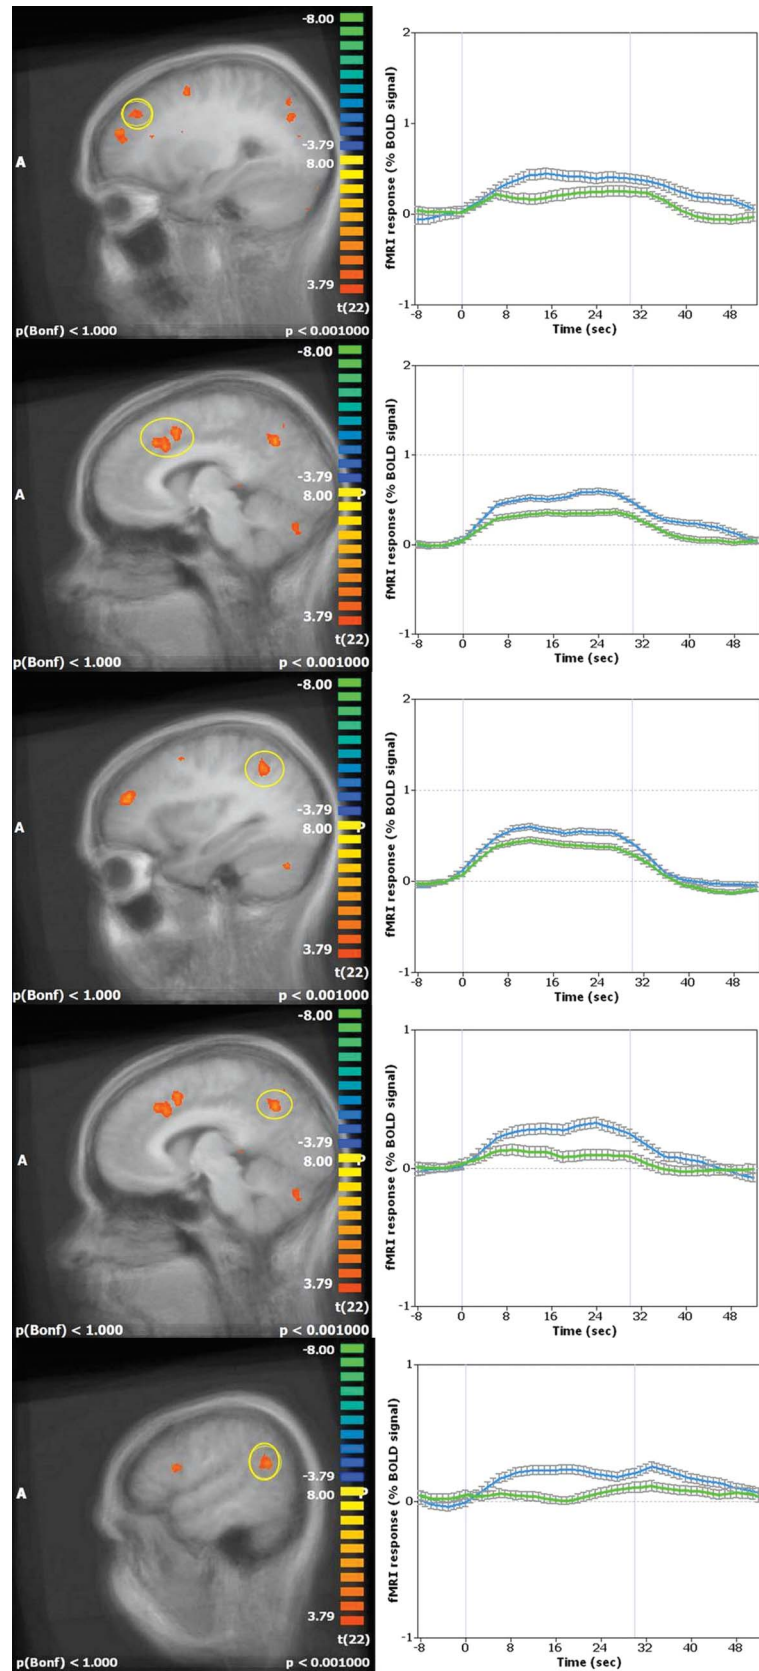 -8.00
-3.79
8.00
A
3.79
t(22)
p(Bonf) < 1.000
p < 0.001000
fMRI response (% BOLD signal)
2
1
0
-1
-8 0 8 16 24 32 40 48
Time (sec)
-8.00
-3.79
8.00
A
P
3.79
t(22)
p(Bonf) < 1.000
p < 0.001000
fMRI response (% BOLD signal)
2
1
0
-1
-8 0 8 16 24 32 40 48
Time (sec)
-8.00
-3.79
8.00
A
P
3.79
t(22)
p(Bonf) < 1.000
p < 0.001000
fMRI response (% BOLD signal)
2
1
0
-1
-8 0 8 16 24 32 40 48
Time (sec)
-8.00
-3.79
8.00
A
P
3.79
t(22)
p(Bonf) < 1.000
p < 0.001000
fMRI response (% BOLD signal)
1
0
-1
-8 0 8 16 24 32 40 48
Time (sec)
-8.00
-3.79
8.00
A
P
3.79
t(22)
p(Bonf) < 1.000
p < 0.001000
fMRI response (% BOLD signal)
1
0
-1
-8 0 8 16 24 32 40 48
Time (sec)